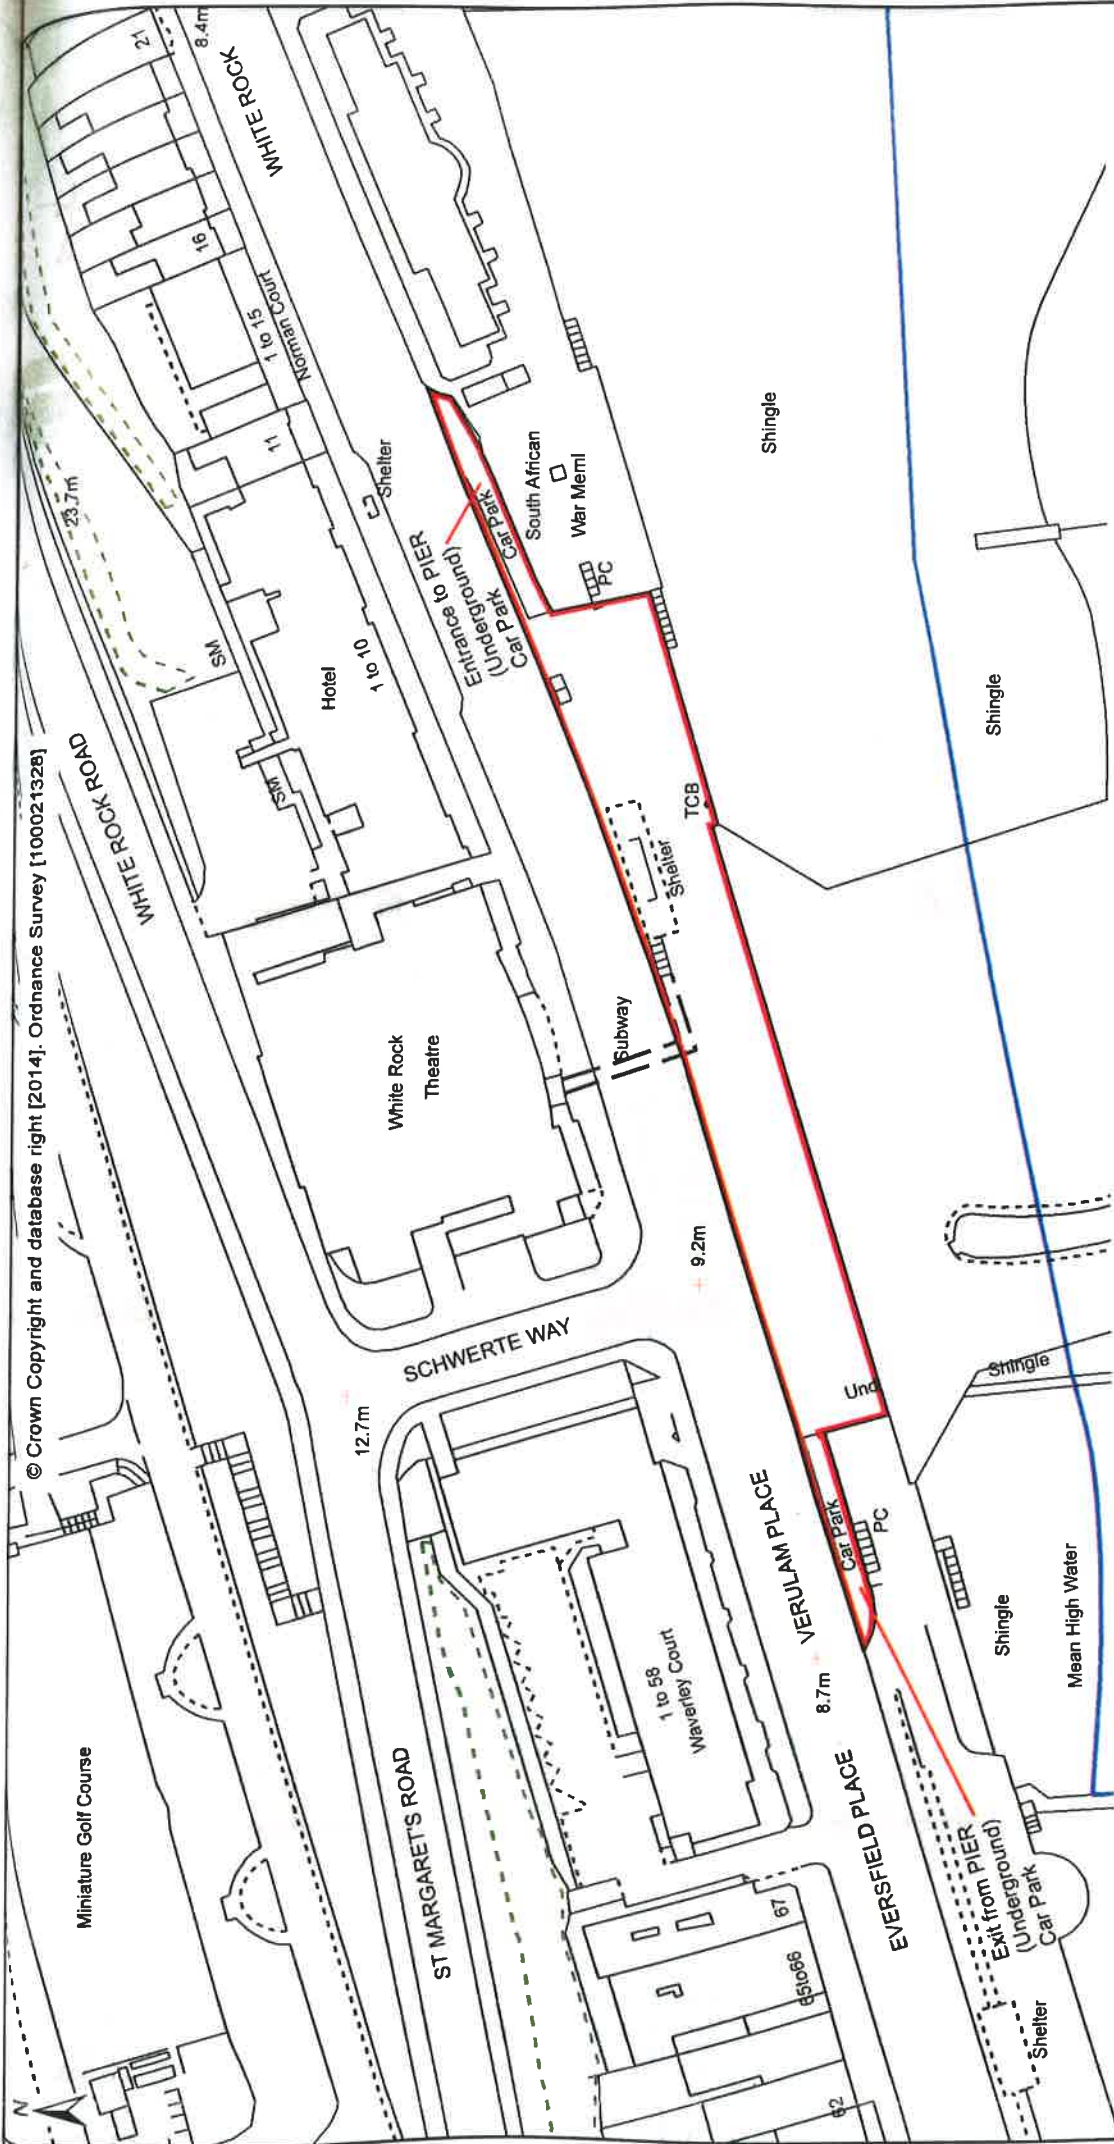 © Crown Copyright and database right [2014]. Ordnance Survey [100021328]
N
Miniature Golf Course
WHITE ROCK ROAD
23.7m
SM
SM
21
8.4m
WHITE ROCK
16
1 to 15
Norman Court
11
Hotel
1 to 10
Shelter
White Rock
Theatre
12.7m
SCHWERTE WAY
ST MARGARET'S ROAD
Subway
Entrance to PIER
(Underground)
Car Park
Car Park
South African
War Meml
PC
TCB
Shelter
9.2m
1 to 58
Waverley Court
VERULAM PLACE
8.7m
EVERSFIELD PLACE
67
65to66
62
Und
Car Park
PC
Exit from PIER
(Underground)
Car Park
Shelter
Shingle
Shingle
Shingle
Shingle
Mean High Water